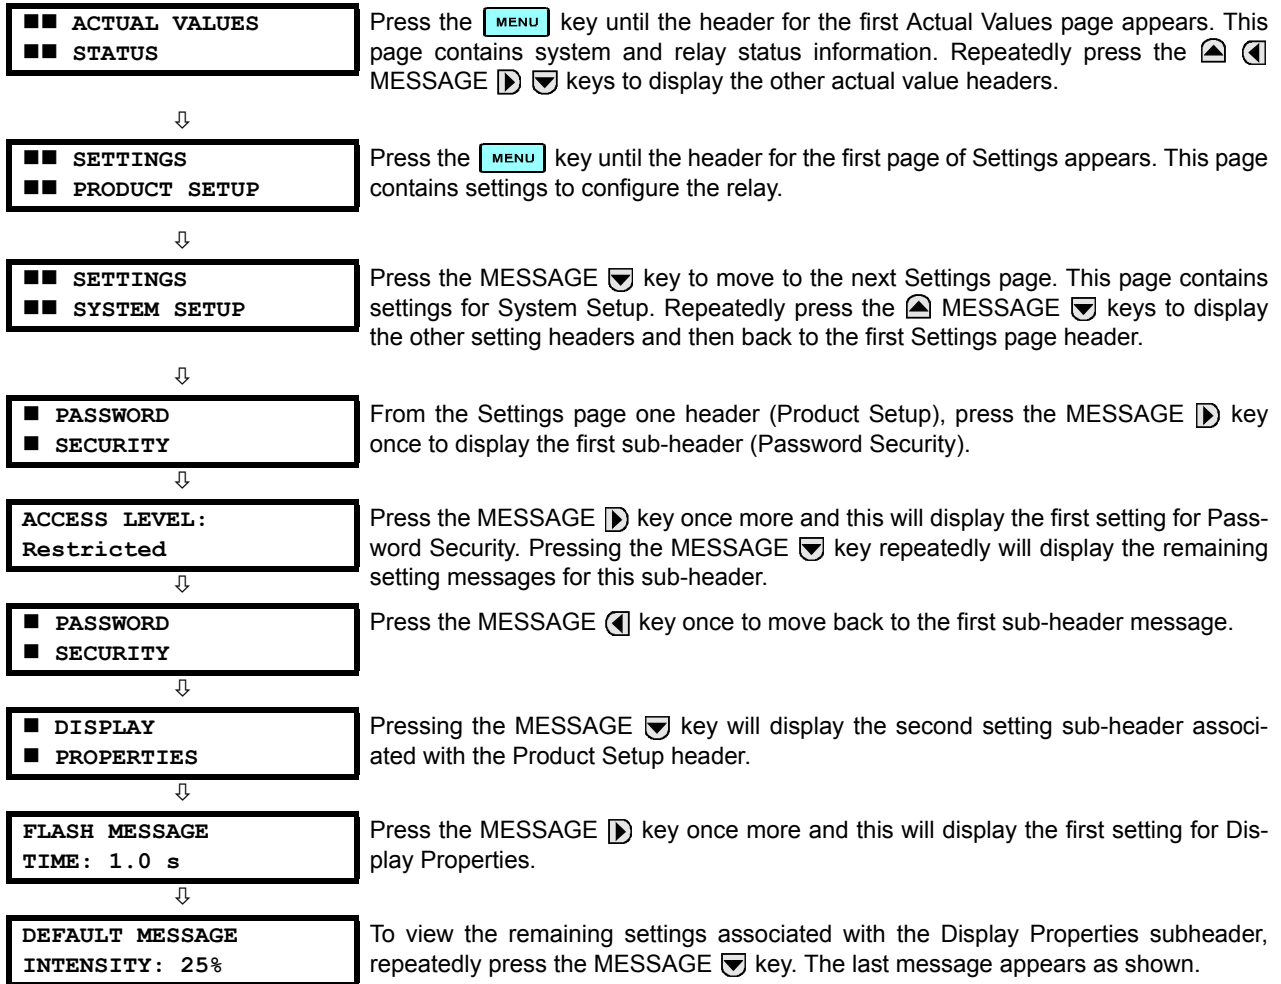 ■■ ACTUAL VALUES
■■ STATUS
Press the MENU key until the header for the first Actual Values page appears. This
page contains system and relay status information. Repeatedly press the
MESSAGE keys to display the other actual value headers.
■■ SETTINGS
■■ PRODUCT SETUP
Press the MENU key until the header for the first page of Settings appears. This page
contains settings to configure the relay.
■■ SETTINGS
■■ SYSTEM SETUP
Press the MESSAGE key to move to the next Settings page. This page contains
settings for System Setup. Repeatedly press the MESSAGE keys to display
the other setting headers and then back to the first Settings page header.
■ PASSWORD
■ SECURITY
From the Settings page one header (Product Setup), press the MESSAGE key
once to display the first sub-header (Password Security).
ACCESS LEVEL:
Restricted
Press the MESSAGE key once more and this will display the first setting for Pass-
word Security. Pressing the MESSAGE key repeatedly will display the remaining
setting messages for this sub-header.
■ PASSWORD
■ SECURITY
Press the MESSAGE key once to move back to the first sub-header message.
■ DISPLAY
■ PROPERTIES
Pressing the MESSAGE key will display the second setting sub-header associ-
ated with the Product Setup header.
FLASH MESSAGE
TIME: 1.0 s
Press the MESSAGE key once more and this will display the first setting for Dis-
play Properties.
DEFAULT MESSAGE
INTENSITY: 25%
To view the remaining settings associated with the Display Properties subheader,
repeatedly press the MESSAGE key. The last message appears as shown.